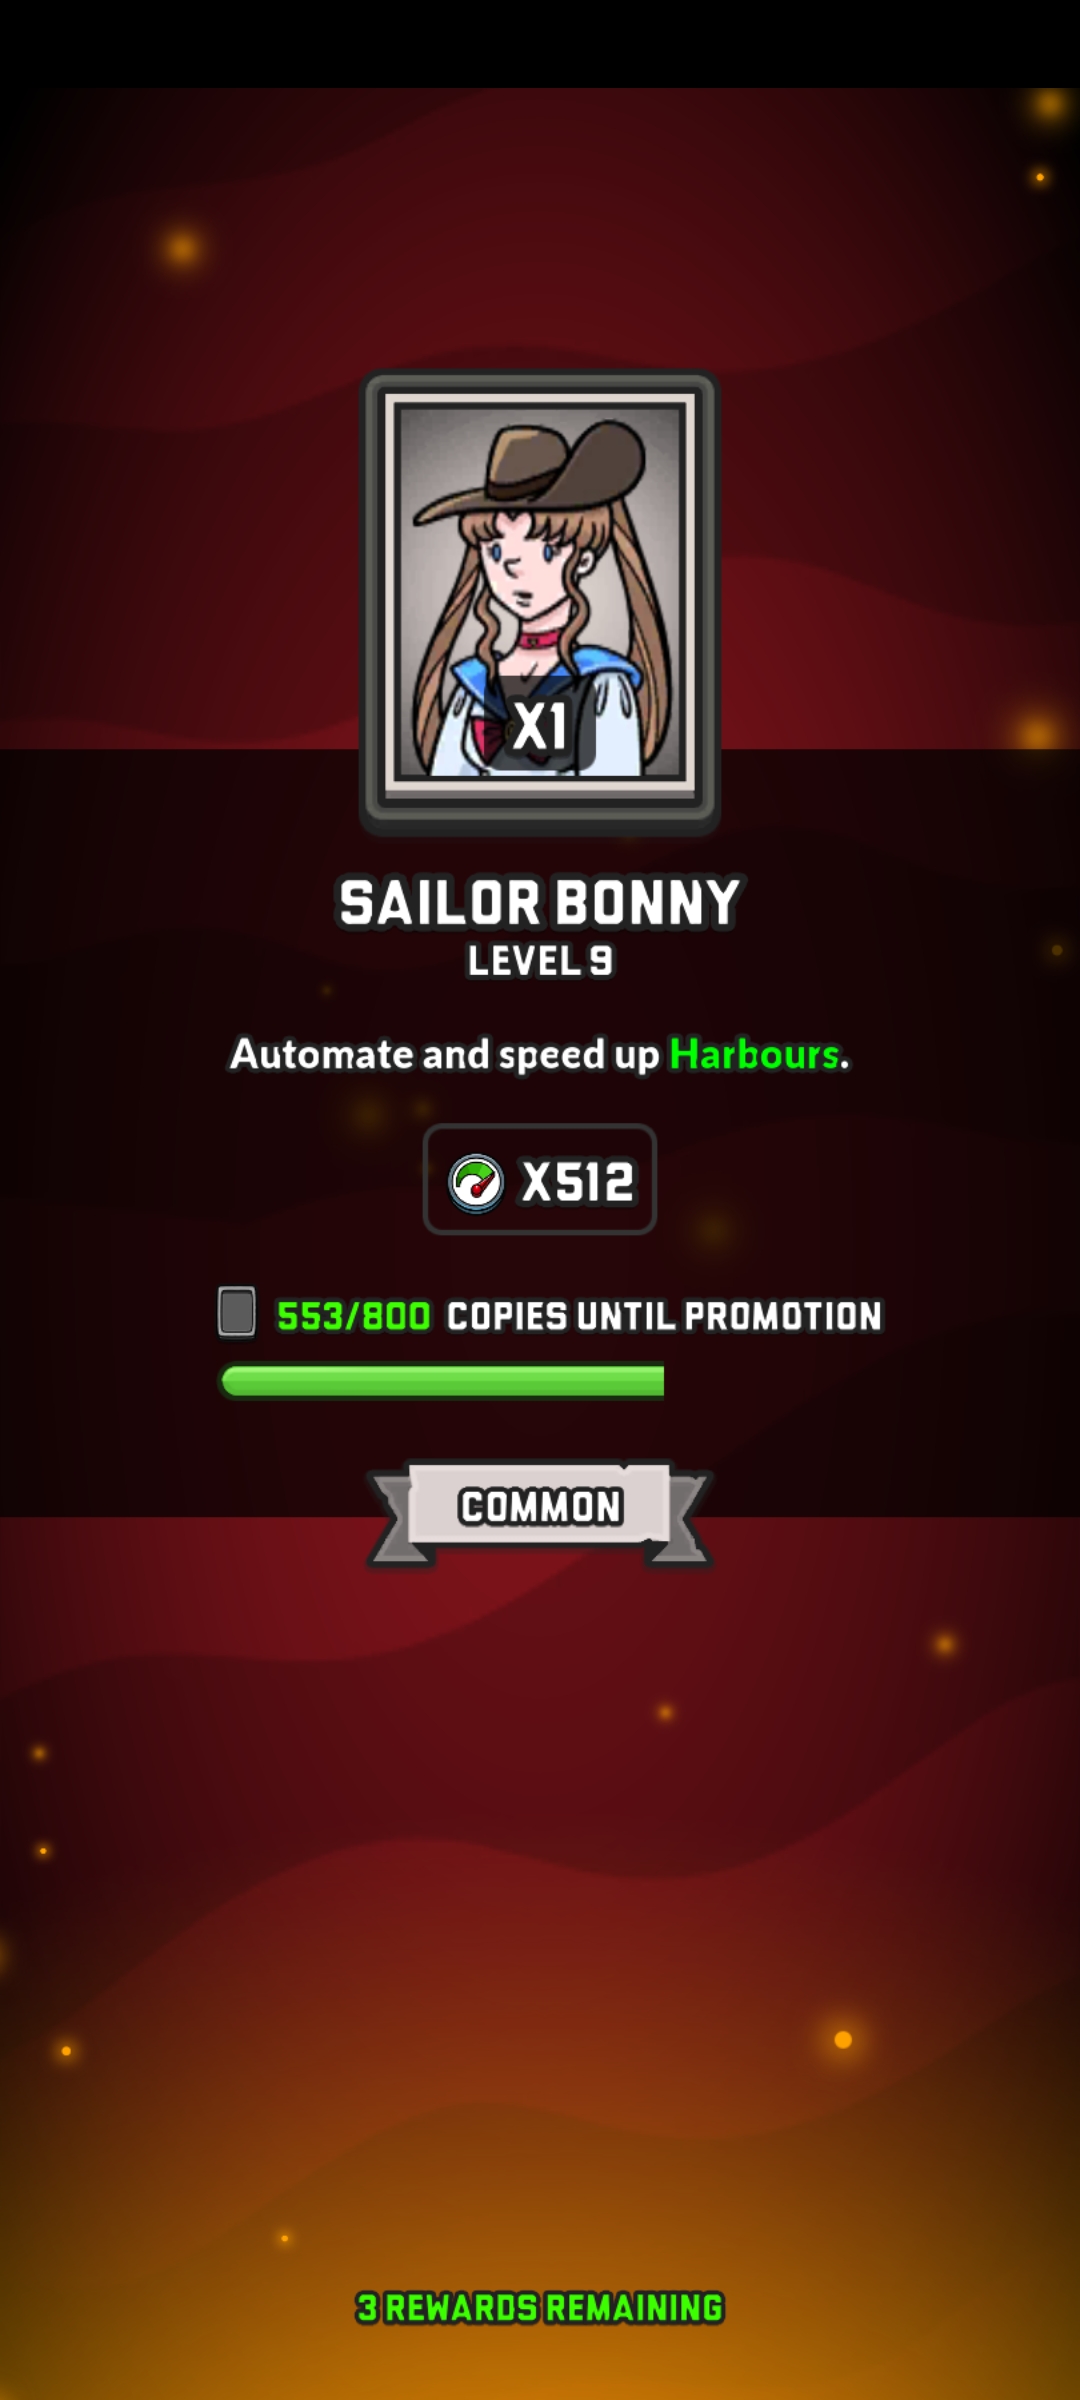 X1
SAILOR BONNY
LEVEL 9
Automate and speed up Harbours.
X512
553/800 COPIES UNTIL PROMOTION
COMMON
3 REWARDS REMAINING